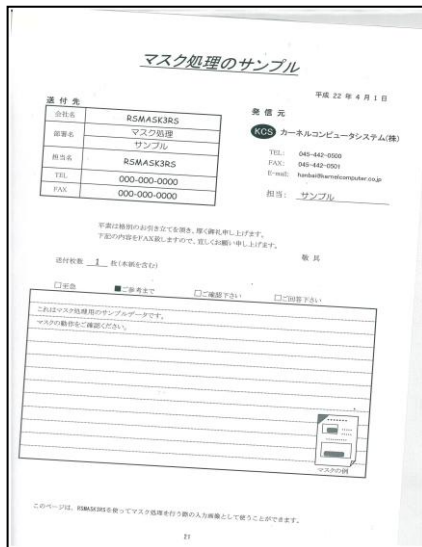 マスク処理のサンプル
平成 22 年 4 月 1 日
送付先
会社名 RSMASK3RS
部署名 マスク処理
サンプル
担当名 RSMASK3RS
TEL 000-000-0000
FAX 000-000-0000
発信元
KCS カーネルコンピュータシステム(株)
TEL: 045-442-0500
FAX: 045-442-0501
E-mail: hanbai@kernelcomputer.co.jp
担当: サンプル
平素は格別のお引き立てを頂き、厚く御礼申し上げます。
下記の内容をFAX致しますので、宜しくお願い申し上げます。
敬具
送付枚数 1 枚(本紙を含む)
□至急 ■ご参考まで □ご確認下さい □ご回答下さい
これはマスク処理用のサンプルデータです。
マスクの動作をご確認ください。
マスクの例
このページは、RSMASK3RSを使ってマスク処理を行う際の入力画像として使うことができます。
21